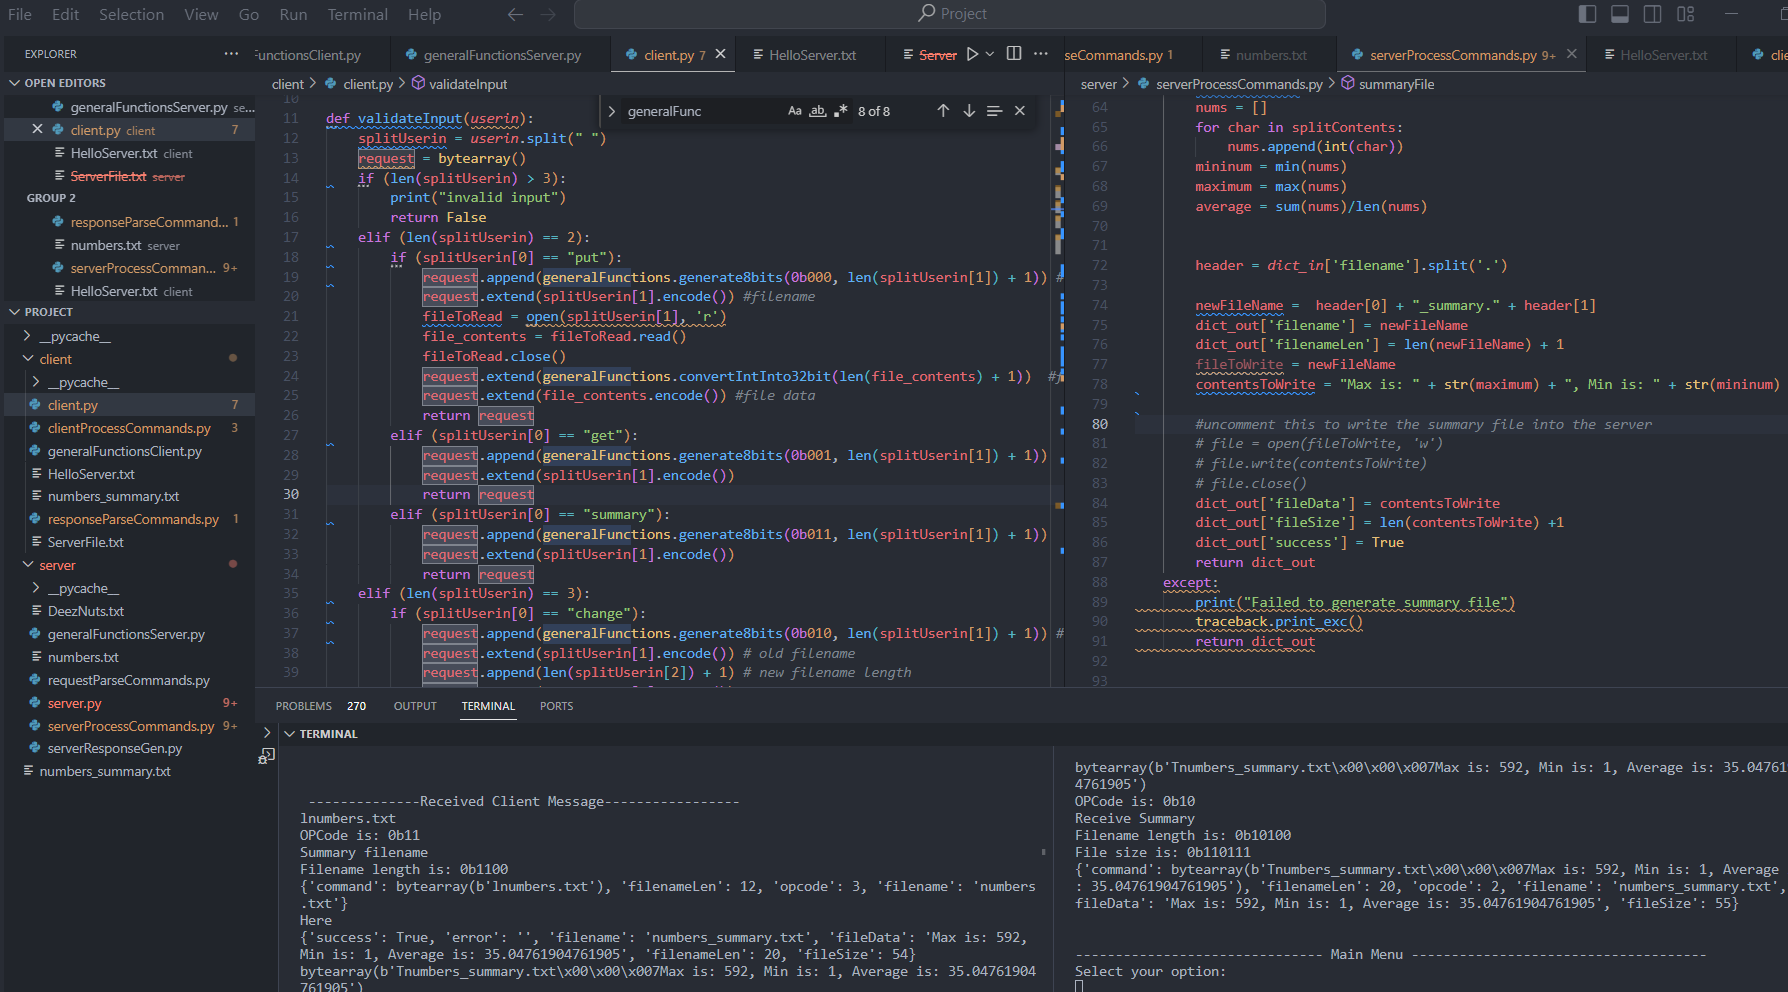 File Edit Selection View Go Run Terminal Help
Project
EXPLORER
OPEN EDITORS
generalFunctionsServer.py se...
client.py client 7
HelloServer.txt client
ServerFile.txt server
GROUP 2
responseParseCommand... 1
numbers.txt server
serverProcessComman... 9+
HelloServer.txt client
PROJECT
__pycache__
client
__pycache__
client.py 7
clientProcessCommands.py 3
generalFunctionsClient.py
HelloServer.txt
numbers_summary.txt
responseParseCommands.py 1
ServerFile.txt
server
__pycache__
DeezNuts.txt
generalFunctionsServer.py
numbers.txt
requestParseCommands.py
server.py 9+
serverProcessCommands.py 9+
serverResponseGen.py
numbers_summary.txt
FunctionsClient.py generalFunctionsServer.py client.py 7 HelloServer.txt Server
client > client.py > validateInput
generalFunc Aa ab .* 8 of 8
10
11 def validateInput(userin):
12 splitUserin = userin.split(" ")
13 request = bytearray()
14 if (len(splitUserin) > 3):
15 print("invalid input")
16 return False
17 elif (len(splitUserin) == 2):
18 if (splitUserin[0] == "put"):
19 request.append(generalFunctions.generate8bits(0b000, len(splitUserin[1]) + 1)) #
20 request.extend(splitUserin[1].encode()) #filename
21 fileToRead = open(splitUserin[1], 'r')
22 file_contents = fileToRead.read()
23 fileToRead.close()
24 request.extend(generalFunctions.convertIntInto32bit(len(file_contents) + 1)) #f
25 request.extend(file_contents.encode()) #file data
26 return request
27 elif (splitUserin[0] == "get"):
28 request.append(generalFunctions.generate8bits(0b001, len(splitUserin[1]) + 1))
29 request.extend(splitUserin[1].encode())
30 return request
31 elif (splitUserin[0] == "summary"):
32 request.append(generalFunctions.generate8bits(0b011, len(splitUserin[1]) + 1))
33 request.extend(splitUserin[1].encode())
34 return request
35 elif (len(splitUserin) == 3):
36 if (splitUserin[0] == "change"):
37 request.append(generalFunctions.generate8bits(0b010, len(splitUserin[1]) + 1)) #
38 request.extend(splitUserin[1].encode()) # old filename
39 request.append(len(splitUserin[2]) + 1) # new filename length
seCommands.py 1 numbers.txt serverProcessCommands.py 9+ HelloServer.txt clie
server > serverProcessCommands.py > summaryFile
64 nums = []
65 for char in splitContents:
66 nums.append(int(char))
67 mininum = min(nums)
68 maximum = max(nums)
69 average = sum(nums)/len(nums)
70
71
72 header = dict_in['filename'].split('.')
73
74 newFileName = header[0] + "_summary." + header[1]
75 dict_out['filename'] = newFileName
76 dict_out['filenameLen'] = len(newFileName) + 1
77 fileToWrite = newFileName
78 contentsToWrite = "Max is: " + str(maximum) + ", Min is: " + str(mininum)
79
80 #uncomment this to write the summary file into the server
81 # file = open(fileToWrite, 'w')
82 # file.write(contentsToWrite)
83 # file.close()
84 dict_out['fileData'] = contentsToWrite
85 dict_out['fileSize'] = len(contentsToWrite) +1
86 dict_out['success'] = True
87 return dict_out
88 except:
89 print("Failed to generate summary file")
90 traceback.print_exc()
91 return dict_out
92
93
PROBLEMS 270 OUTPUT TERMINAL PORTS
TERMINAL
--------------Received Client Message-----------------
lnumbers.txt
OPCode is: 0b11
Summary filename
Filename length is: 0b1100
{'command': bytearray(b'lnumbers.txt'), 'filenameLen': 12, 'opcode': 3, 'filename': 'numbers
.txt'}
Here
{'success': True, 'error': '', 'filename': 'numbers_summary.txt', 'fileData': 'Max is: 592,
Min is: 1, Average is: 35.04761904761905', 'filenameLen': 20, 'fileSize': 54}
bytearray(b'Tnumbers_summary.txt\x00\x00\x007Max is: 592, Min is: 1, Average is: 35.04761904
761905')
bytearray(b'Tnumbers_summary.txt\x00\x00\x007Max is: 592, Min is: 1, Average is: 35.047619
04761905')
OPCode is: 0b10
Receive Summary
Filename length is: 0b10100
File size is: 0b110111
{'command': bytearray(b'Tnumbers_summary.txt\x00\x00\x007Max is: 592, Min is: 1, Average
: 35.04761904761905'), 'filenameLen': 20, 'opcode': 2, 'filename': 'numbers_summary.txt',
fileData': 'Max is: 592, Min is: 1, Average is: 35.04761904761905', 'fileSize': 55}
------------------------------- Main Menu -------------------------------------
Select your option: